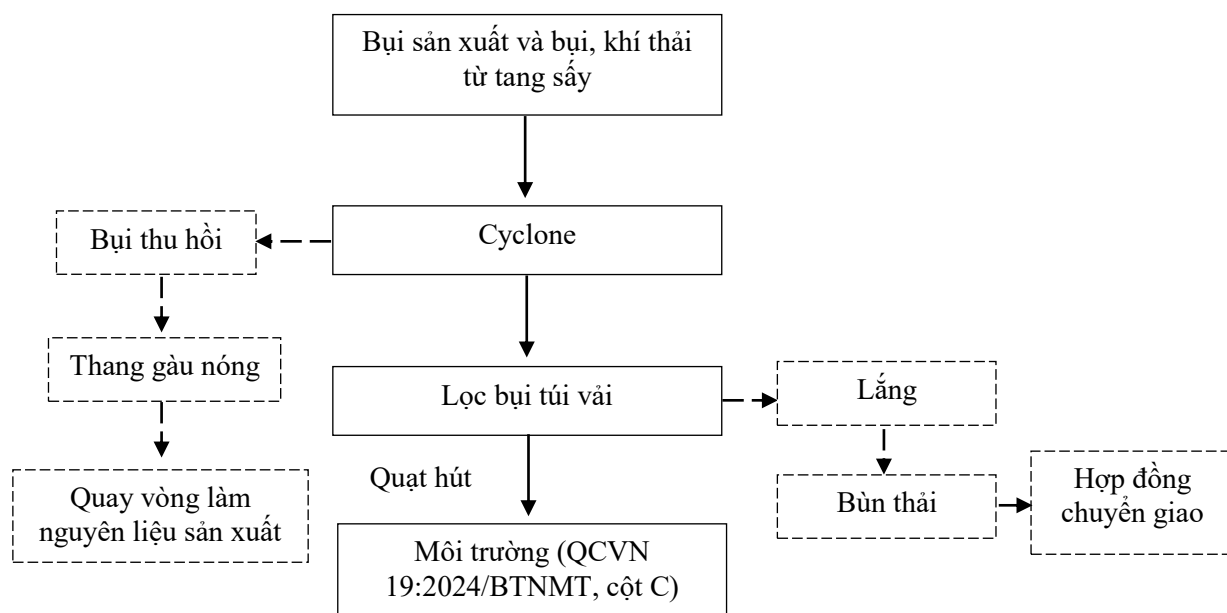 Bụi sản xuất và bụi, khí thải
từ tang sấy
Bụi thu hồi
Cyclone
Thang gàu nóng
Lọc bụi túi vải
Lắng
Quay vòng làm
nguyên liệu sản xuất
Quạt hút
Bùn thải
Hợp đồng
chuyển giao
Môi trường (QCVN
19:2024/BTNMT, cột C)